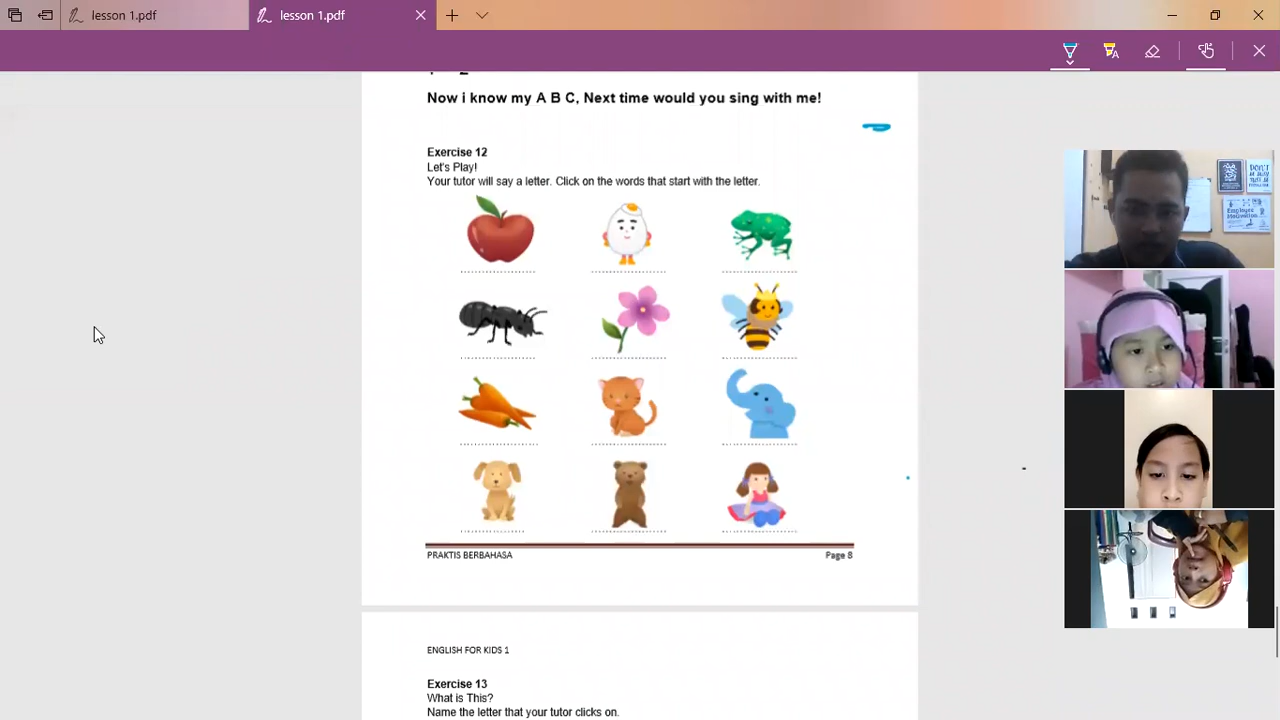 lesson 1.pdf
lesson 1.pdf
Now i know my A B C, Next time would you sing with me!
Exercise 12
Let's Play!
Your tutor will say a letter. Click on the words that start with the letter.
PRAKTIS BERBAHASA
Page 8
ENGLISH FOR KIDS 1
Exercise 13
What is This?
Name the letter that your tutor clicks on.
Employee
Motivation